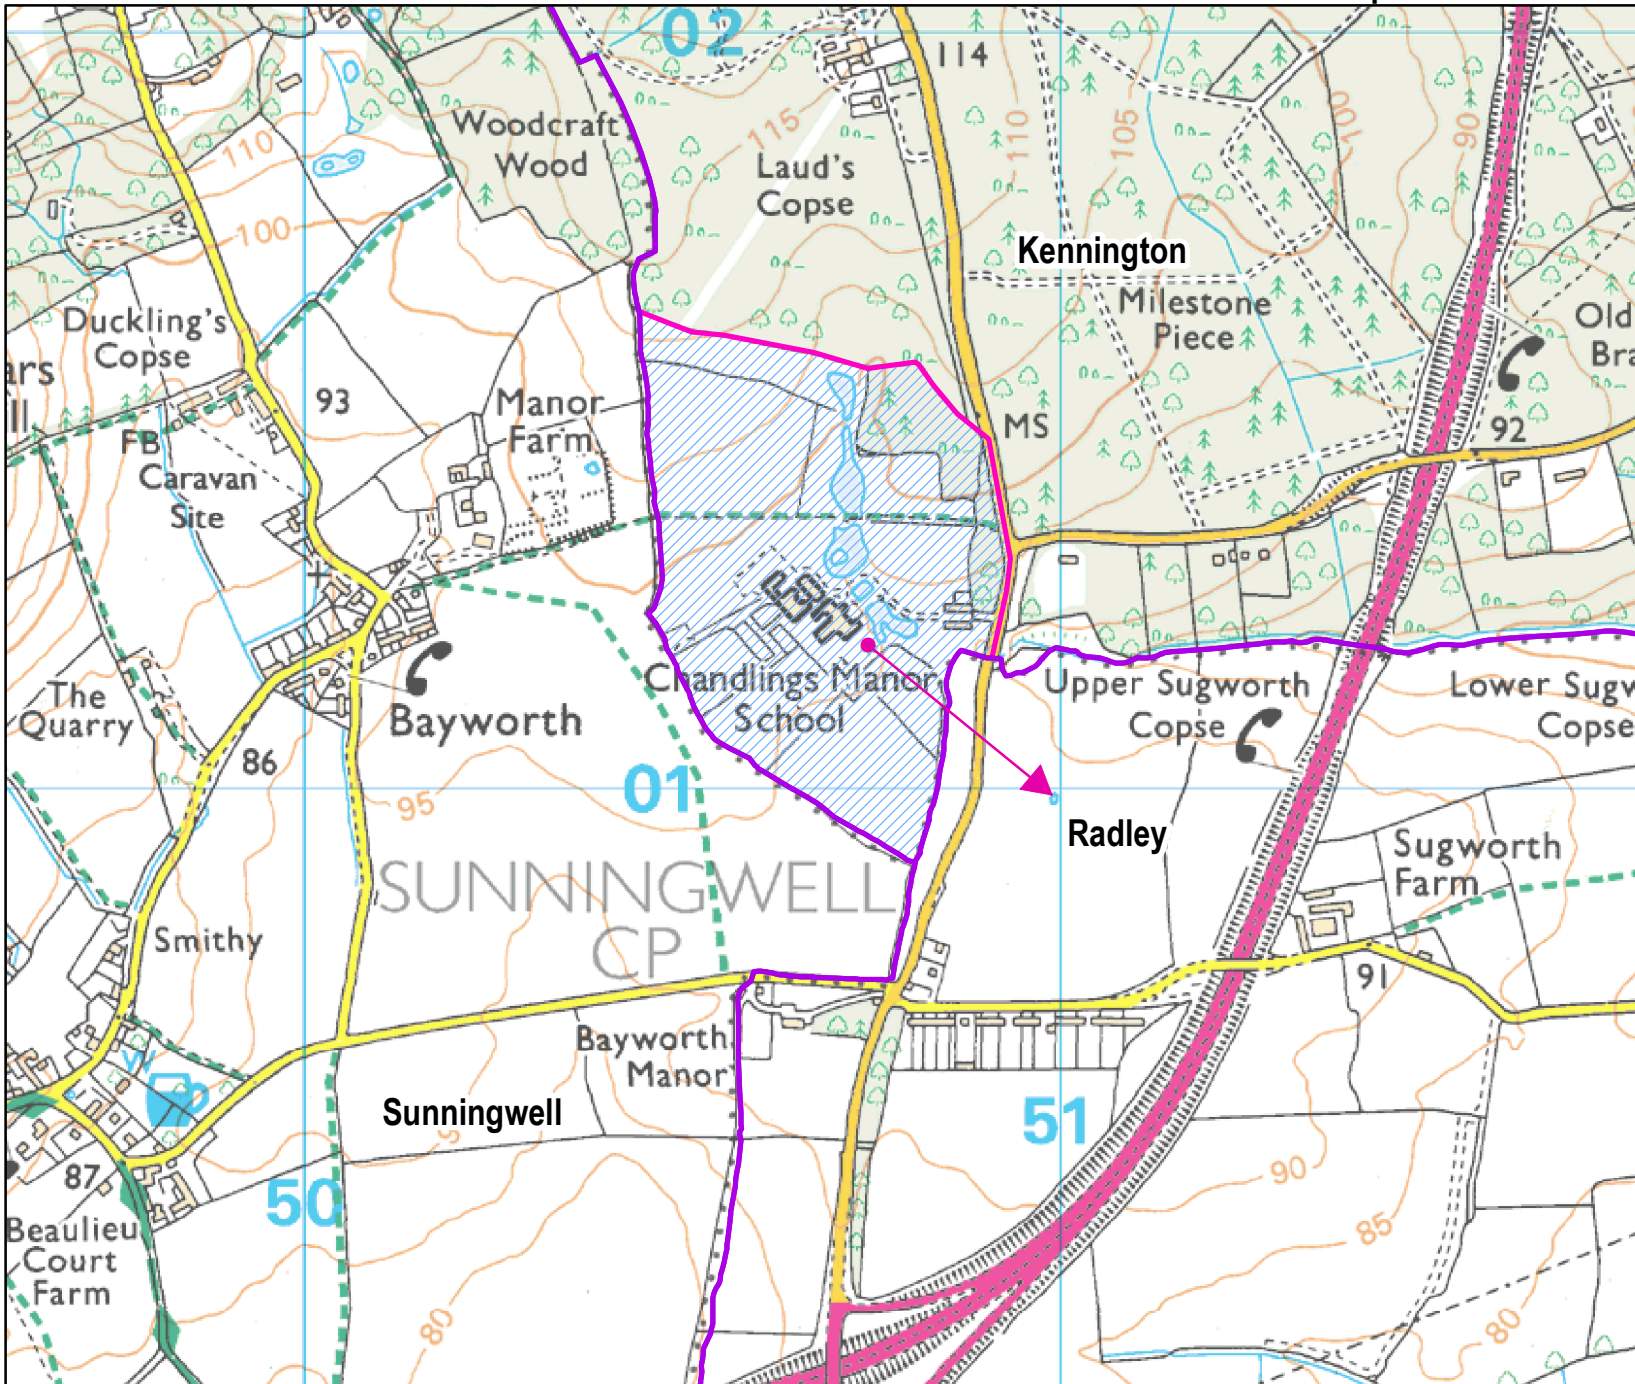 02
114
Woodcraft
Wood
115
110
105
100
90
110
Laud's
Copse
100
Kennington
Milestone
Piece
Duckling's
Copse
Old
Bra
ars
ll
93
Manor
Farm
MS
92
FB
Caravan
Site
Chandlings Manor
School
Upper Sugworth
Copse
Lower Sugw
Copse
The
Quarry
Bayworth
86
01
95
Radley
Sugworth
Farm
SUNNINGWELL
CP
Smithy
91
Bayworth
Manor
Sunningwell
51
90
87
50
85
Beaulieu
Court
Farm
80
80